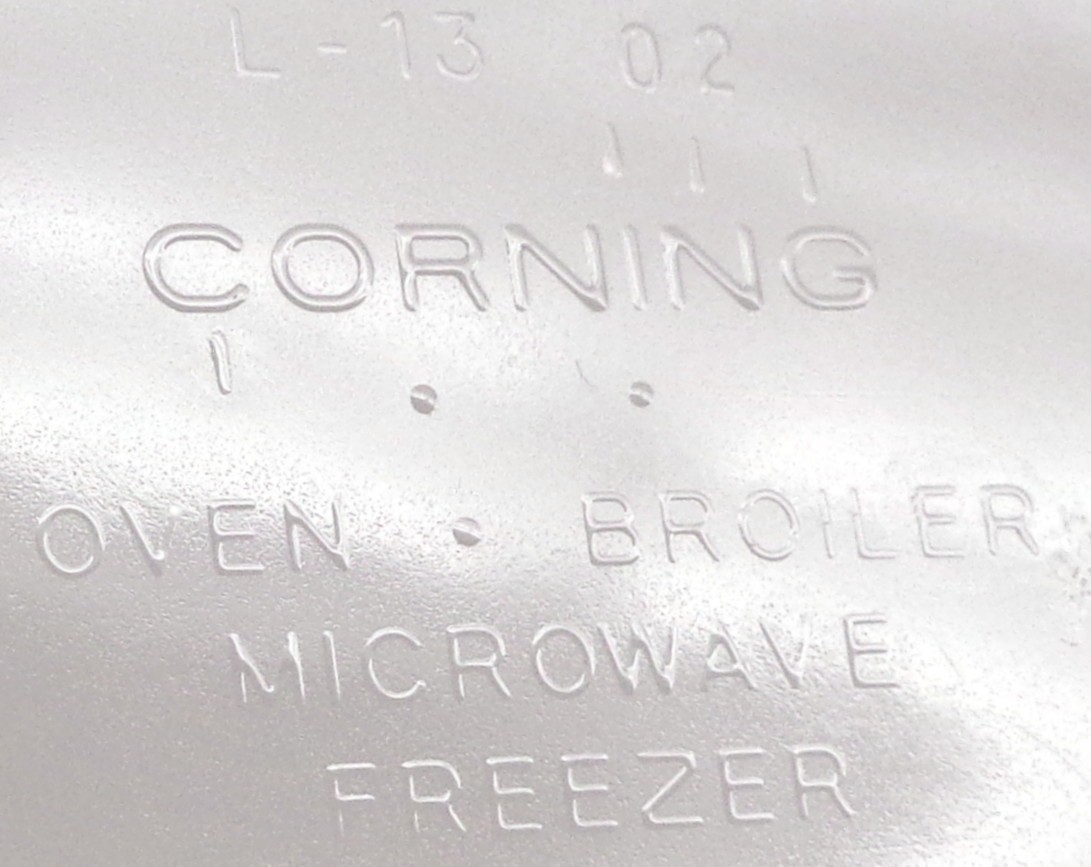 L-13 02
CORNING
OVEN • BROILER
MICROWAVE
FREEZER